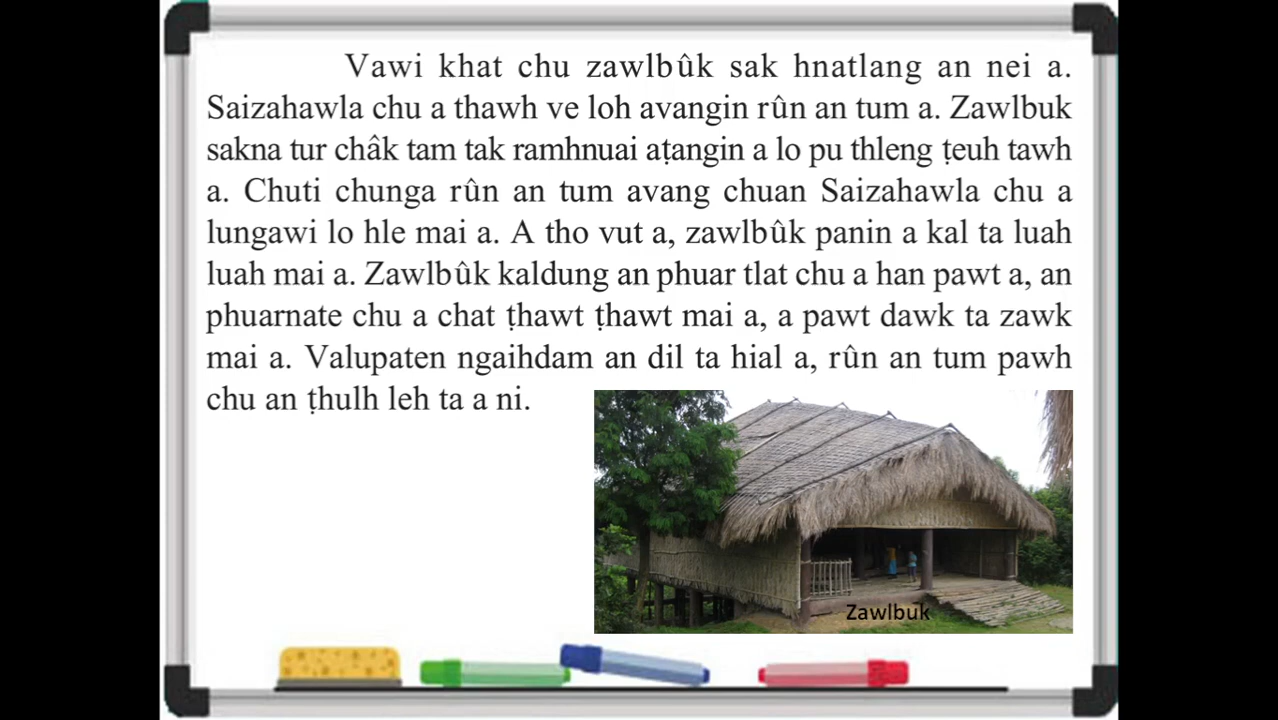 Vawi khat chu zawlbûk sak hnatlang an nei a.
Saizahawla chu a thawh ve loh avangin rûn an tum a. Zawlbuk
sakna tur châk tam tak ramhnuai aṭangin a lo pu thleng ṭeuh tawh
a. Chuti chunga rûn an tum avang chuan Saizahawla chu a
lungawi lo hle mai a. A tho vut a, zawlbûk panin a kal ta luah
luah mai a. Zawlbûk kaldung an phuar tlat chu a han pawt a, an
phuarnate chu a chat ṭhawt ṭhawt mai a, a pawt dawk ta zawk
mai a. Valupaten ngaihdam an dil ta hial a, rûn an tum pawh
chu an ṭhulh leh ta a ni.
Zawlbuk